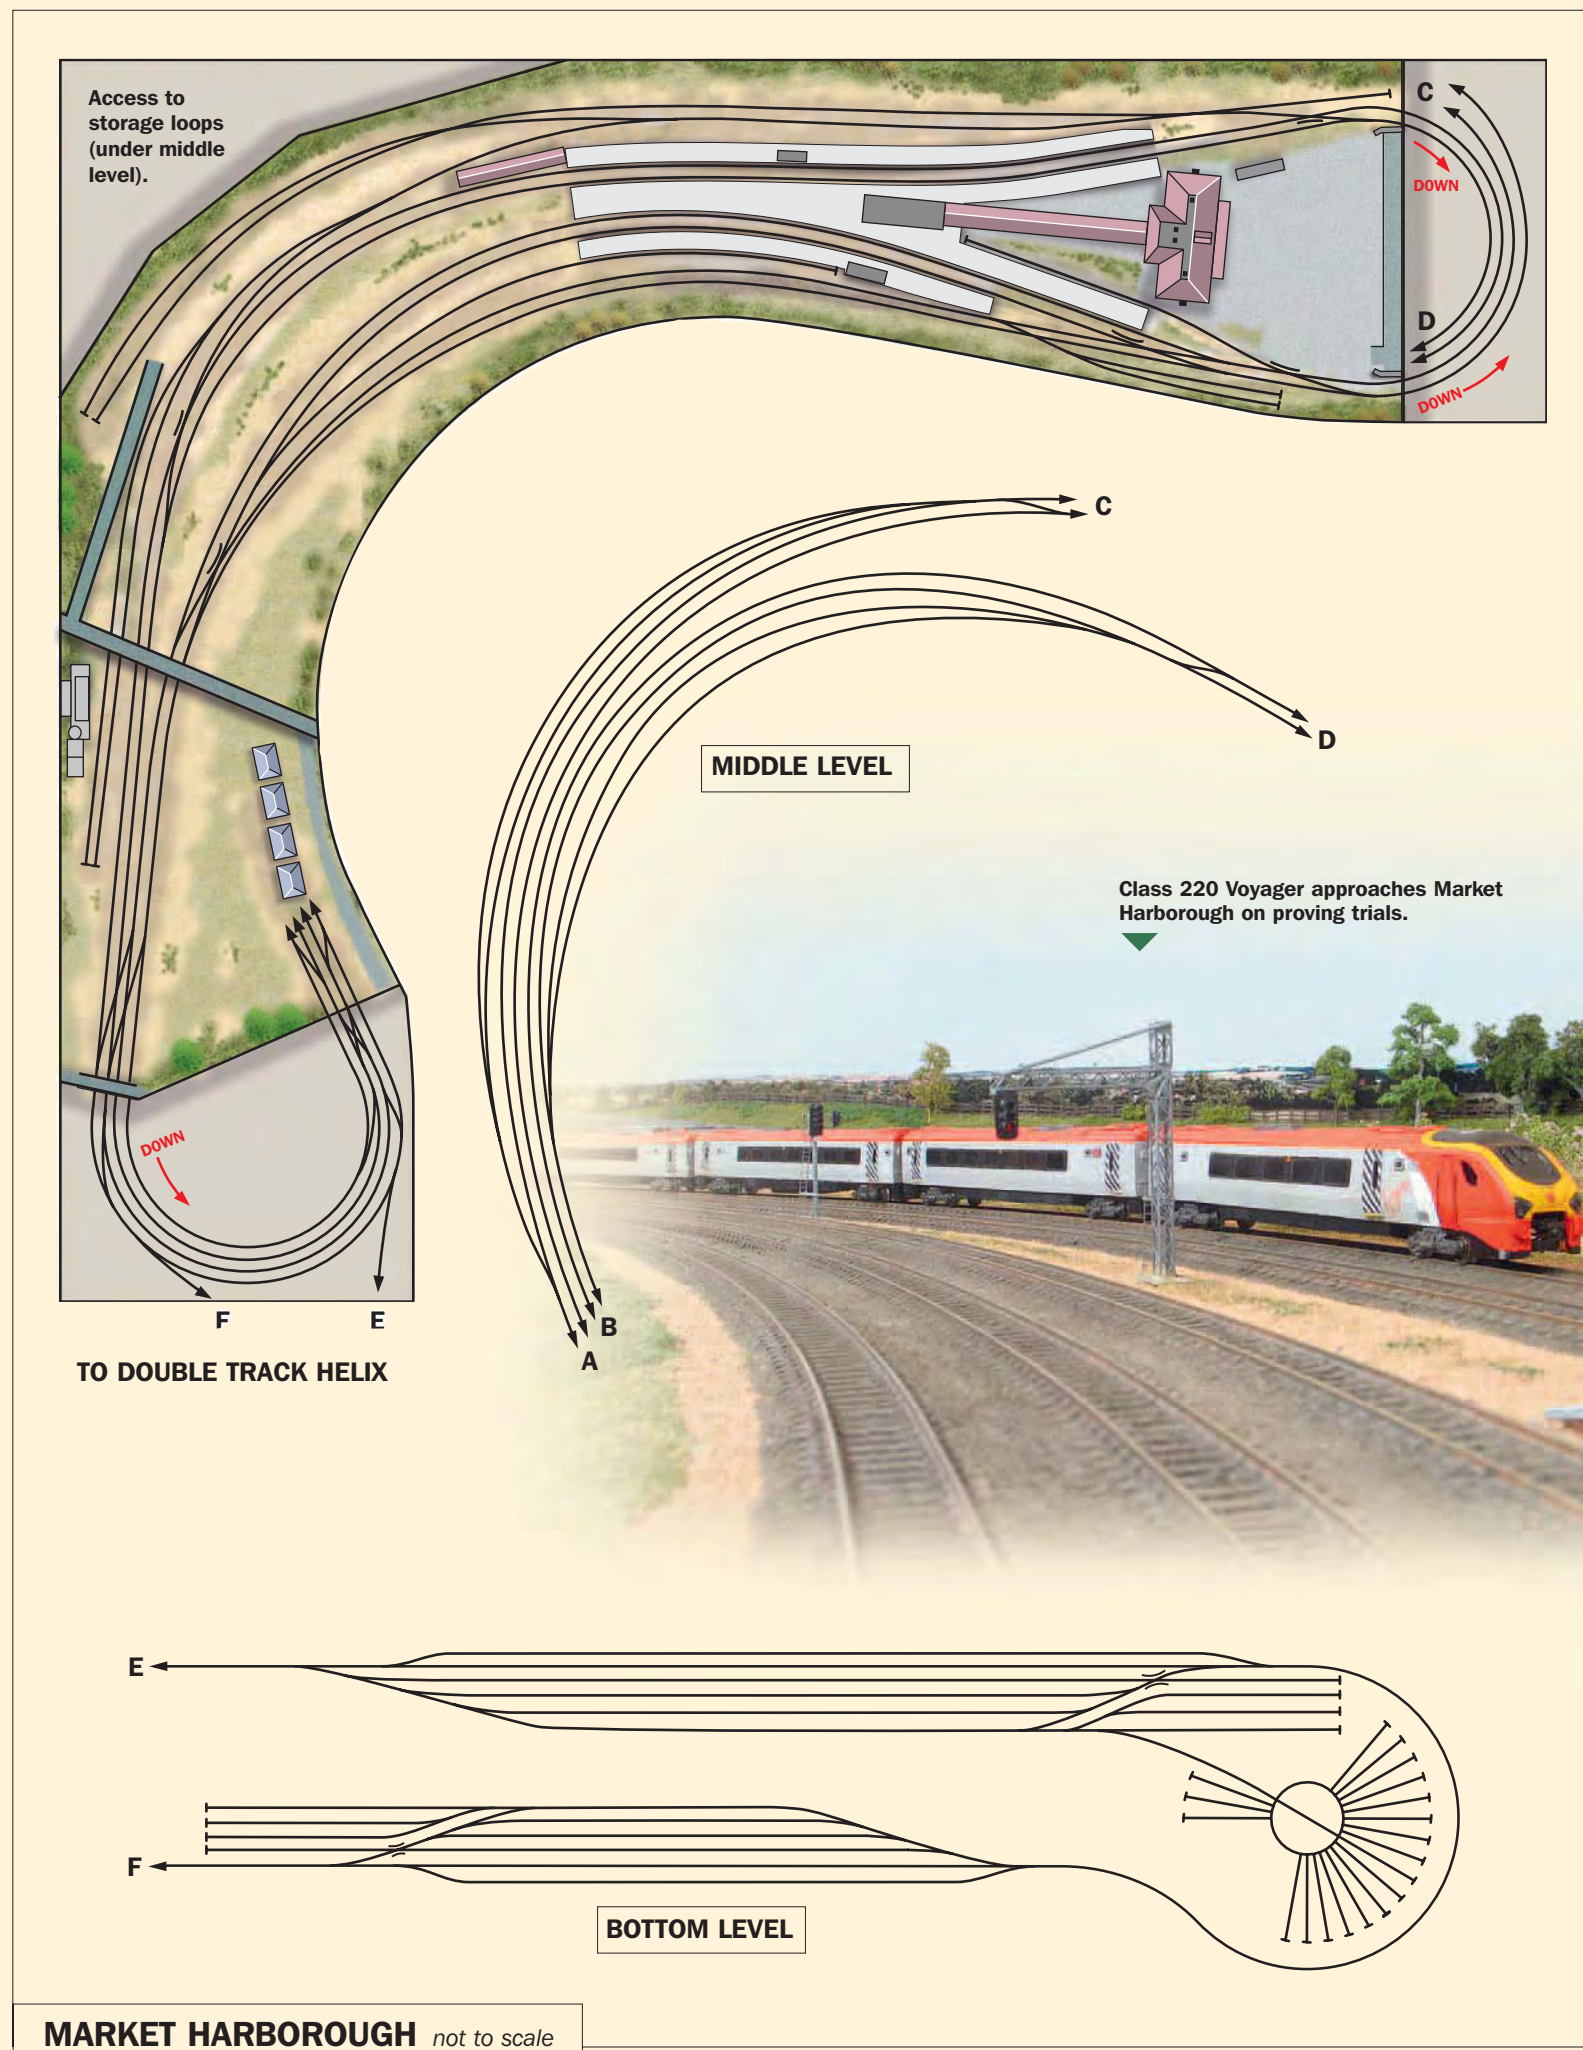 Access to
storage loops
(under middle
level).
C
DOWN
D
DOWN
C
D
MIDDLE LEVEL
Class 220 Voyager approaches Market
Harborough on proving trials.
DOWN
F
E
B
A
TO DOUBLE TRACK HELIX
E
F
BOTTOM LEVEL
MARKET HARBOROUGH not to scale